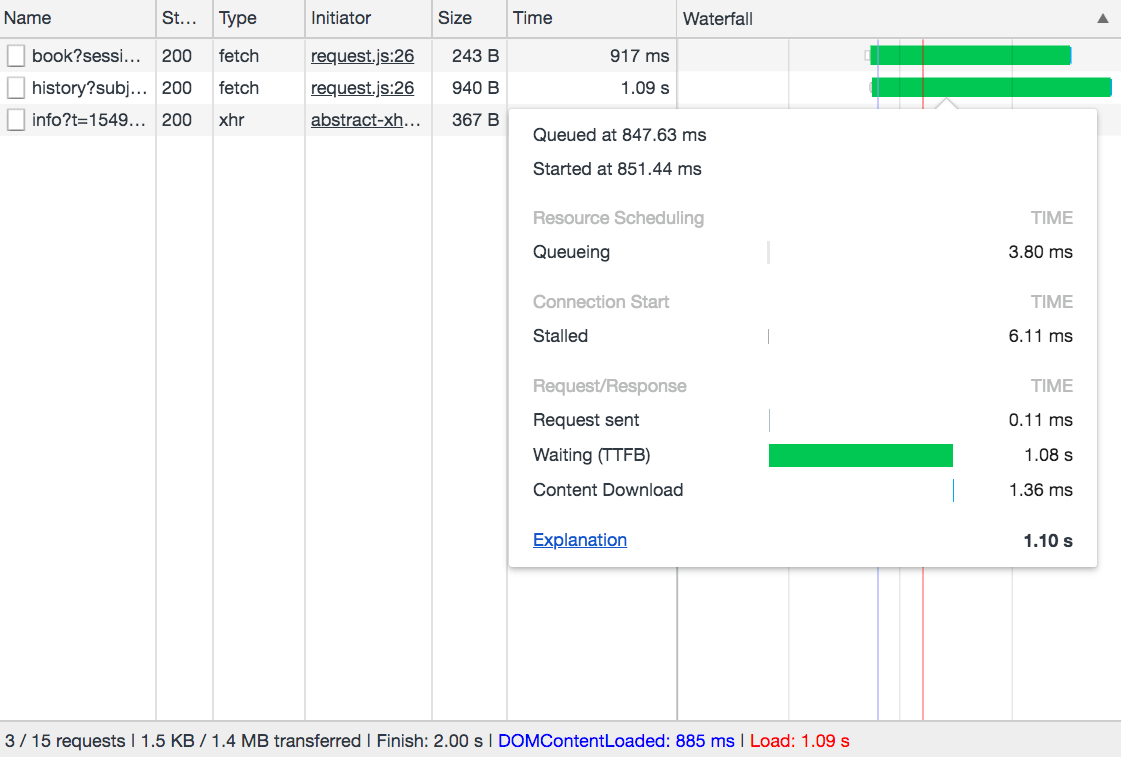 Name St... Type Initiator Size Time Waterfall ▲
book?sessi... 200 fetch request.js:26 243 B 917 ms
history?subj... 200 fetch request.js:26 940 B 1.09 s
info?t=1549... 200 xhr abstract-xh... 367 B
Queued at 847.63 ms
Started at 851.44 ms
Resource Scheduling TIME
Queueing 3.80 ms
Connection Start TIME
Stalled 6.11 ms
Request/Response TIME
Request sent 0.11 ms
Waiting (TTFB) 1.08 s
Content Download 1.36 ms
Explanation 1.10 s
3 / 15 requests | 1.5 KB / 1.4 MB transferred | Finish: 2.00 s | DOMContentLoaded: 885 ms | Load: 1.09 s